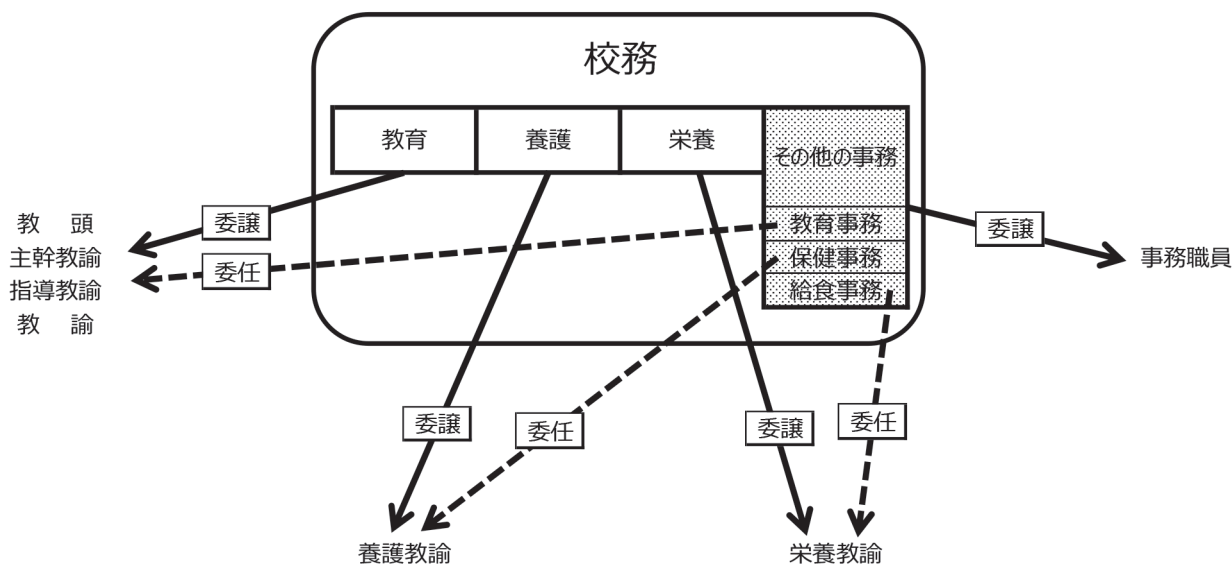 校務
教育
養護
栄養
その他の事務
教育事務
保健事務
給食事務
委譲
委任
教　頭
主幹教諭
指導教諭
教　諭
委譲
事務職員
委譲
委任
委譲
委任
養護教諭
栄養教諭